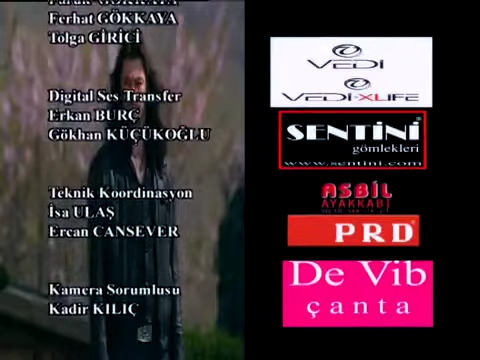 Ferhat GÖKKAYA
Tolga GİRİCİ
Digital Ses Transfer
Erkan BURÇ
Gökhan KÜÇÜKOĞLU
Teknik Koordinasyon
İsa ULAŞ
Ercan CANSEVER
Kamera Sorumlusu
Kadir KILIÇ
VEDİ
VEDİ-XLIFE
SENTİNİ®
gömlekleri
www.sentini.com
ASBİL
AYAKKABI
PRD®
De Vib
çanta